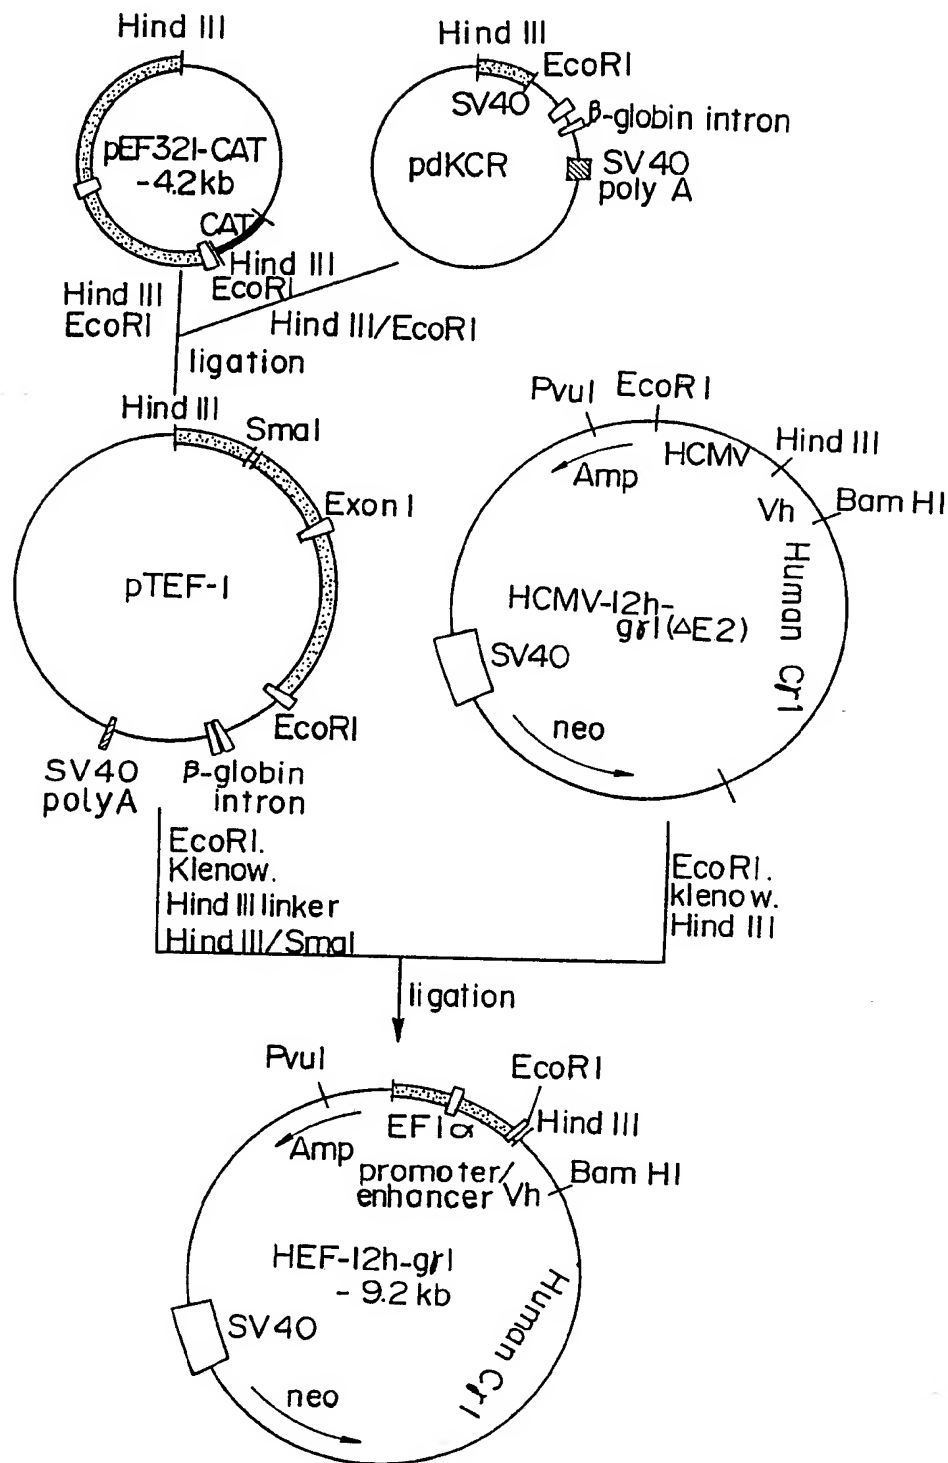 Hind III
pEF321-CAT
-4.2kb
CAT
Hind III
EcoRI
Hind III
EcoRI
SV40
β-globin intron
pdKCR
SV40
poly A
Hind III
EcoRI
Hind III/EcoRI
ligation
Hind III
SmaI
Exon I
pTEF-1
EcoRI
SV40
polyA
β-globin
intron
PvuI
EcoRI
HCMV
Hind III
Amp
Vh
Bam HI
HCMV-12h-
gγ1(ΔE2)
Human Cγ1
SV40
neo
EcoRI.
Klenow.
Hind III linker
Hind III/SmaI
EcoRI.
klenow.
Hind III
ligation
PvuI
EcoRI
EF1α
Hind III
Amp
promoter/
enhancer
Vh
Bam HI
HEF-12h-gγ1
- 9.2 kb
Human Cγ1
SV40
neo